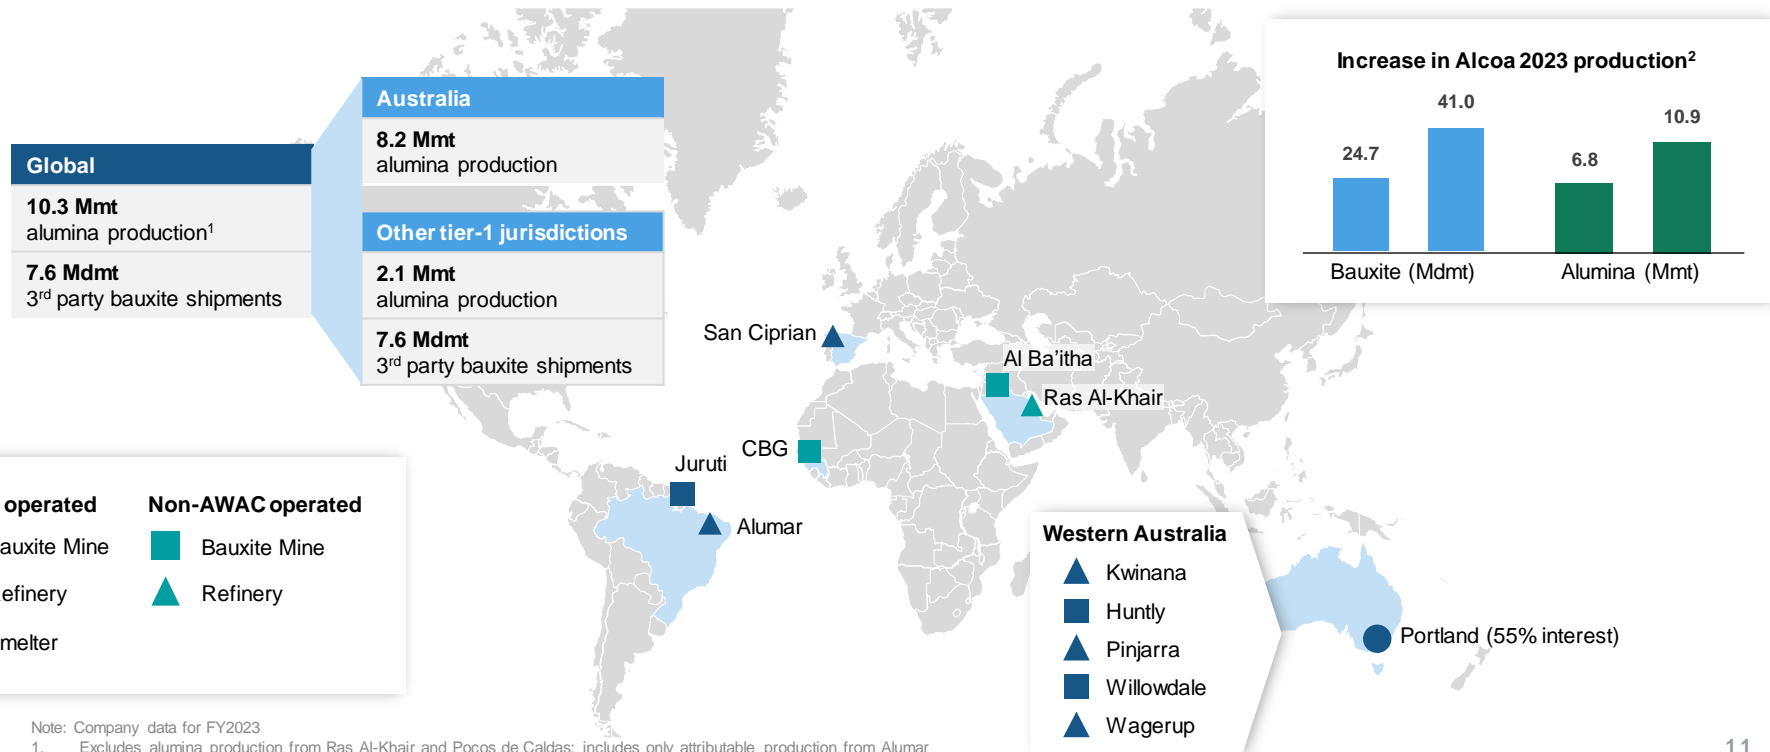 Increase in Alcoa 2023 production²
24.7
41.0
6.8
10.9
Bauxite (Mdmt)
Alumina (Mmt)
Australia
8.2 Mmt
alumina production
Global
10.3 Mmt
alumina production¹
7.6 Mdmt
3rd party bauxite shipments
Other tier-1 jurisdictions
2.1 Mmt
alumina production
7.6 Mdmt
3rd party bauxite shipments
San Ciprian
Al Ba’itha
Ras Al-Khair
CBG
Juruti
Alumar
operated
auxite Mine
efinery
melter
Non-AWAC operated
Bauxite Mine
Refinery
Western Australia
Kwinana
Huntly
Pinjarra
Willowdale
Wagerup
Portland (55% interest)
Note: Company data for FY2023
1. Excludes alumina production from Ras Al-Khair and Pocos de Caldas; includes only attributable production from Alumar
11